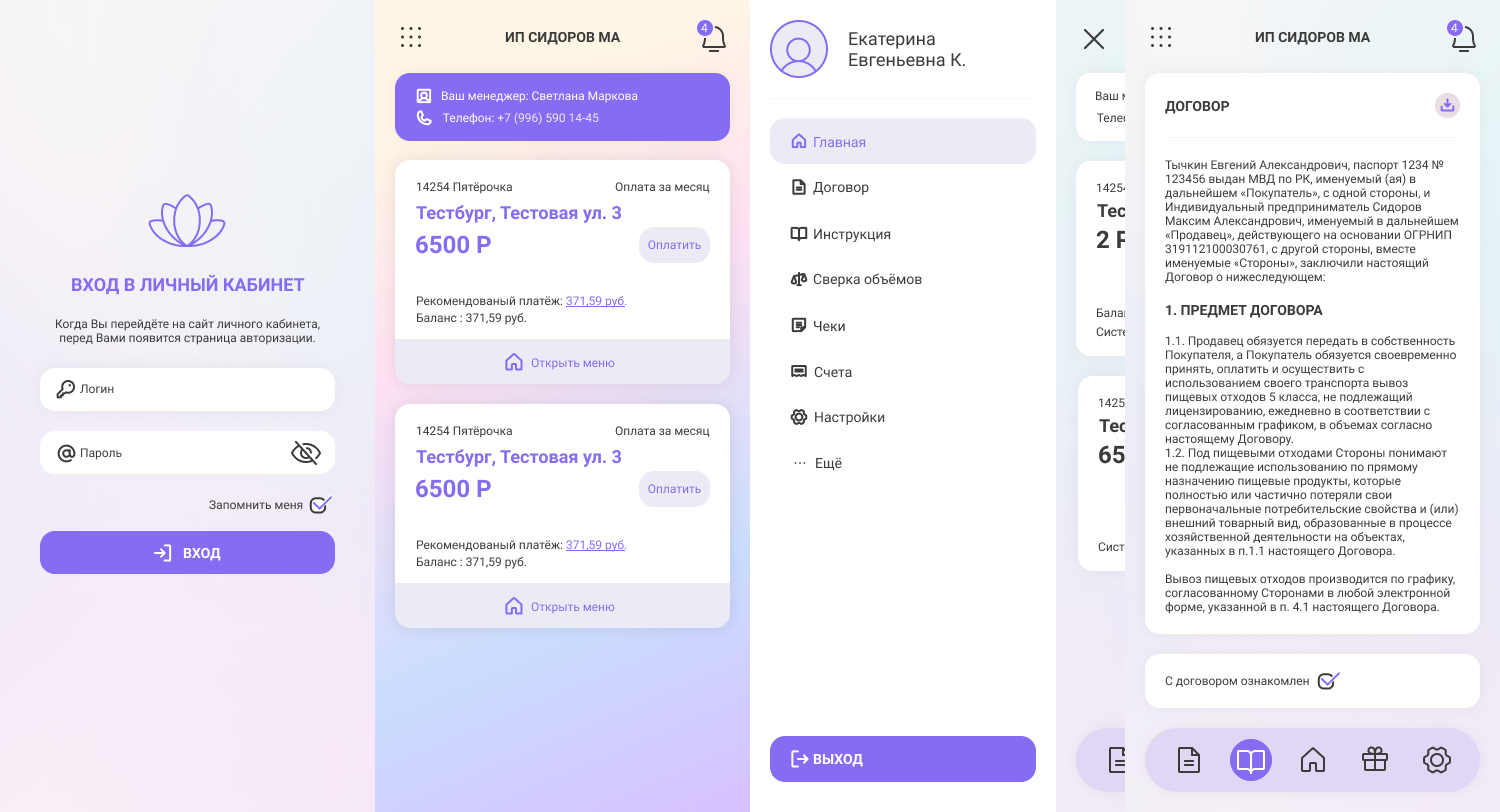 ВХОД В ЛИЧНЫЙ КАБИНЕТ
Когда Вы перейдёте на сайт личного кабинета,
перед Вами появится страница авторизации.
Логин
Пароль
Запомнить меня
ВХОД
ИП СИДОРОВ МА
4
Ваш менеджер: Светлана Маркова
Телефон: +7 (996) 590 14-45
14254 Пятёрочка
Оплата за месяц
Тестбург, Тестовая ул. 3
6500 Р
Оплатить
Рекомендованый платёж: 371,59 руб.
Баланс : 371,59 руб.
Открыть меню
14254 Пятёрочка
Оплата за месяц
Тестбург, Тестовая ул. 3
6500 Р
Оплатить
Рекомендованый платёж: 371,59 руб.
Баланс : 371,59 руб.
Открыть меню
Екатерина
Евгеньевна К.
Главная
Договор
Инструкция
Сверка объёмов
Чеки
Счета
Настройки
Ещё
ВЫХОД
Ваш
Теле
1425
Тес
2 Р
Бала
Систе
1425
Тес
65
Сист
ИП СИДОРОВ МА
4
ДОГОВОР
Тычкин Евгений Александрович, паспорт 1234 №
123456 выдан МВД по РК, именуемый (ая) в
дальнейшем «Покупатель», с одной стороны, и
Индивидуальный предприниматель Сидоров
Максим Александрович, именуемый в дальнейшем
«Продавец», действующего на основании ОГРНИП
319112100030761, с другой стороны, вместе
именуемые «Стороны», заключили настоящий
Договор о нижеследующем:
1. ПРЕДМЕТ ДОГОВОРА
1.1. Продавец обязуется передать в собственность
Покупателя, а Покупатель обязуется своевременно
принять, оплатить и осуществить с
использованием своего транспорта вывоз
пищевых отходов 5 класса, не подлежащий
лицензированию, ежедневно в соответствии с
согласованным графиком, в объемах согласно
настоящему Договору.
1.2. Под пищевыми отходами Стороны понимают
не подлежащие использованию по прямому
назначению пищевые продукты, которые
полностью или частично потеряли свои
первоначальные потребительские свойства и (или)
внешний товарный вид, образованные в процессе
хозяйственной деятельности на объектах,
указанных в п.1.1 настоящего Договора.
Вывоз пищевых отходов производится по графику,
согласованному Сторонами в любой электронной
форме, указанной в п. 4.1 настоящего Договора.
С договором ознакомлен